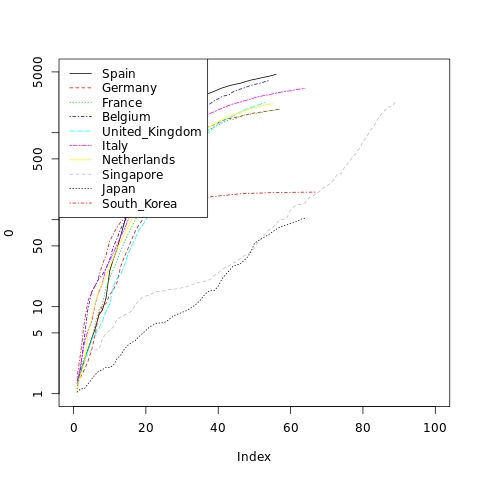 Spain
Germany
France
Belgium
United_Kingdom
Italy
Netherlands
Singapore
Japan
South_Korea
5000
500
50
10
5
1
0
0 20 40 60 80 100
Index